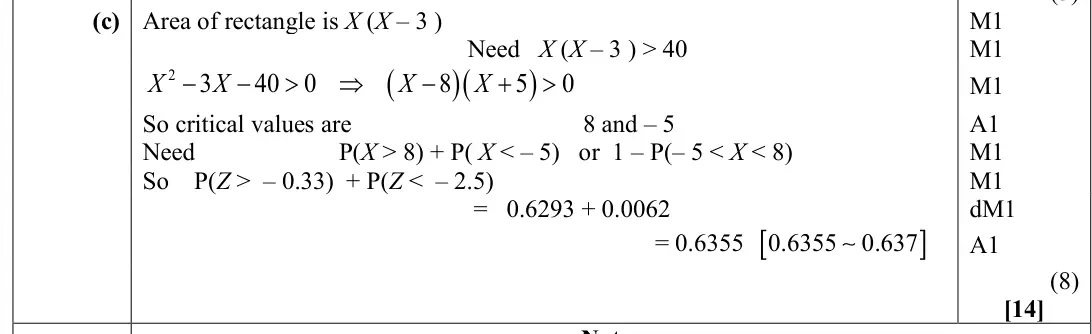 (c) Area of rectangle is X (X – 3 ) M1
Need X (X – 3 ) > 40 M1
X² − 3X − 40 > 0 ⇒ (X − 8)(X + 5) > 0 M1
So critical values are 8 and – 5 A1
Need P(X > 8) + P( X < – 5) or 1 – P(– 5 < X < 8) M1
So P(Z > – 0.33) + P(Z < – 2.5) M1
= 0.6293 + 0.0062 dM1
= 0.6355 [0.6355 ~ 0.637] A1
(8)
[14]